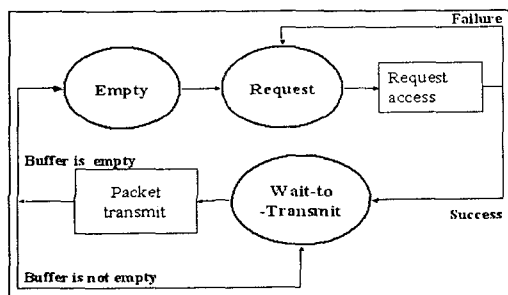 Failure
Empty
Request
Request
access
Buffer is empty
Packet
transmit
Wait-to
-Transmit
Success
Buffer is not empty